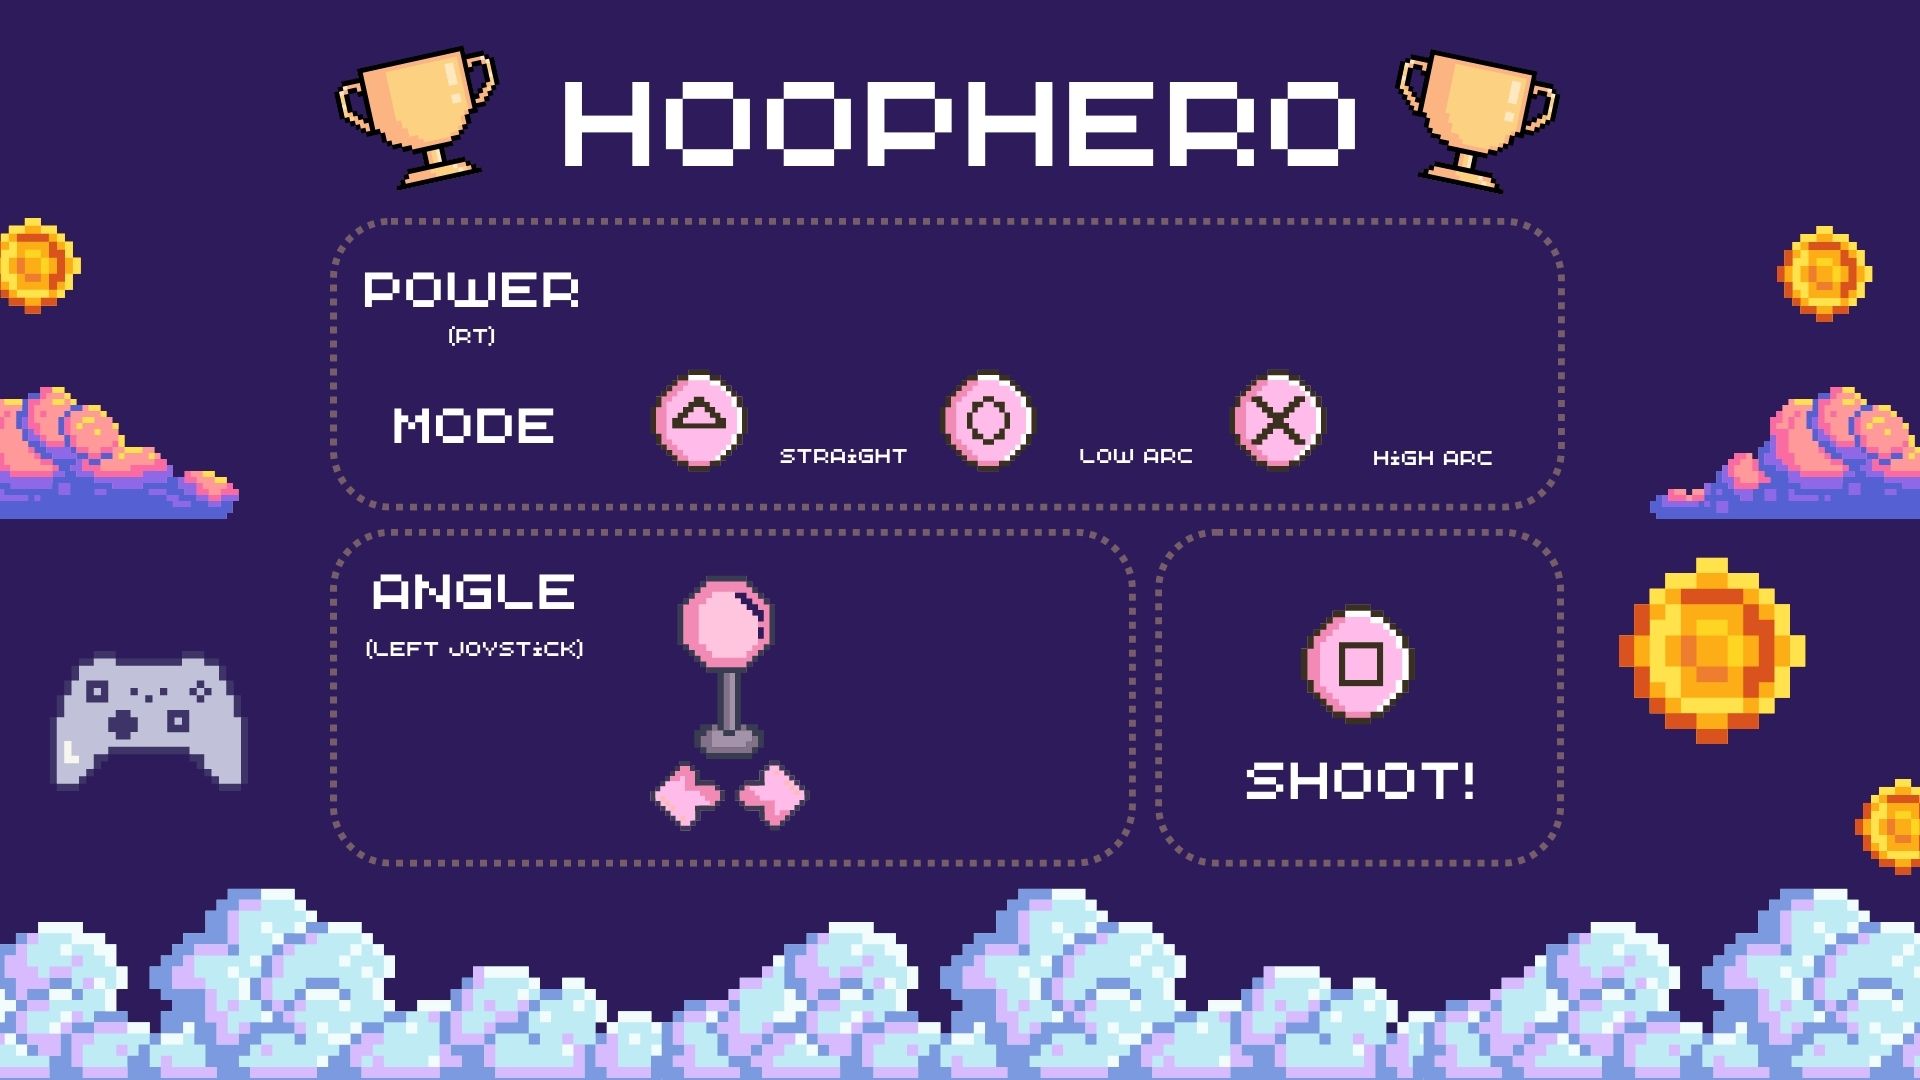 HOOPHERO
POWER
(RT)
MODE
STRAiGHT
LOW ARC
HiGH ARC
ANGLE
(LEFT JOYSTiCK)
SHOOT!